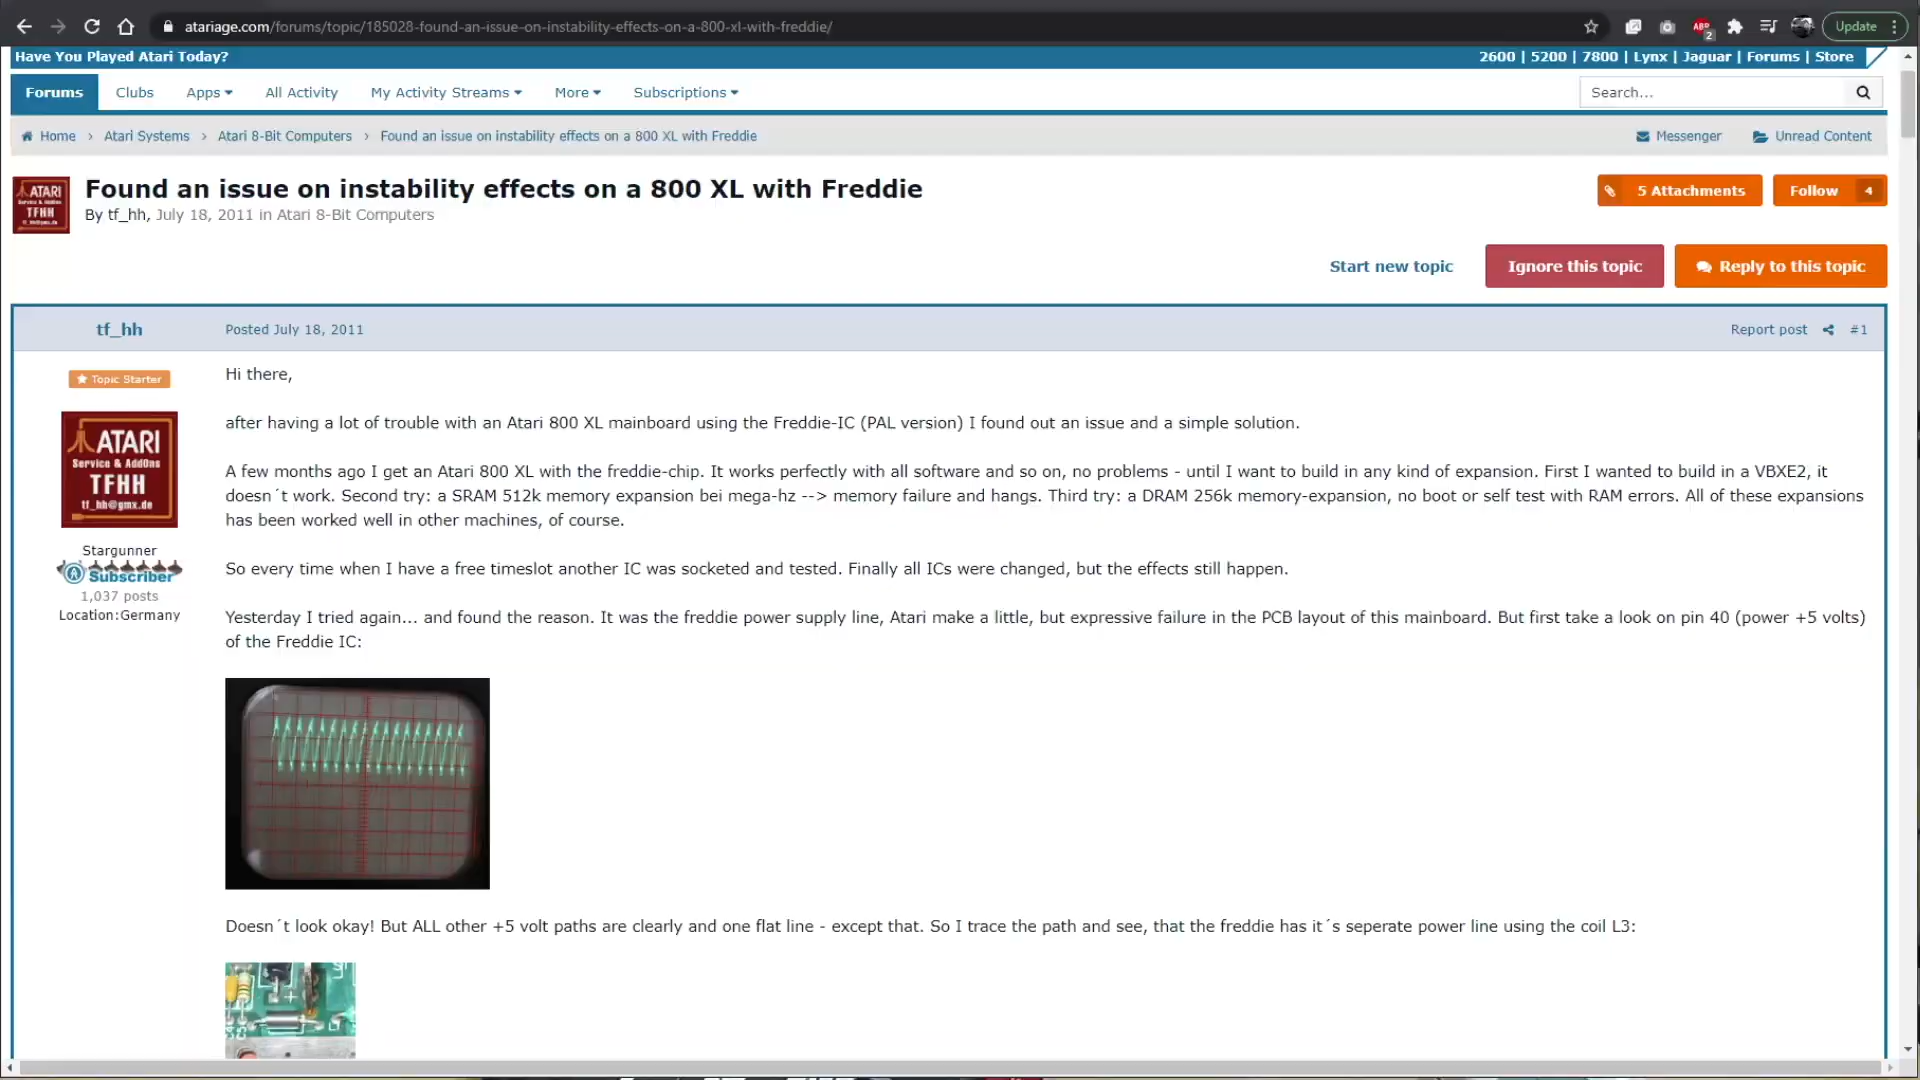 atariage.com/forums/topic/185028-found-an-issue-on-instability-effects-on-a-800-xl-with-freddie/
ABP
2
Update
Have You Played Atari Today?
2600 | 5200 | 7800 | Lynx | Jaguar | Forums | Store
Forums
Clubs
Apps
All Activity
My Activity Streams
More
Subscriptions
Search...
Home › Atari Systems › Atari 8-Bit Computers › Found an issue on instability effects on a 800 XL with Freddie
Messenger
Unread Content
ATARI
Service & AddOns
TFHH
tf_hh@gmx.de
Found an issue on instability effects on a 800 XL with Freddie
By tf_hh, July 18, 2011 in Atari 8-Bit Computers
5 Attachments
Follow 4
Start new topic
Ignore this topic
Reply to this topic
tf_hh
Posted July 18, 2011
Report post
#1
Topic Starter
ATARI
Service & AddOns
TFHH
tf_hh@gmx.de
Stargunner
Subscriber
1,037 posts
Location:Germany
Hi there,
after having a lot of trouble with an Atari 800 XL mainboard using the Freddie-IC (PAL version) I found out an issue and a simple solution.
A few months ago I get an Atari 800 XL with the freddie-chip. It works perfectly with all software and so on, no problems - until I want to build in any kind of expansion. First I wanted to build in a VBXE2, it
doesn´t work. Second try: a SRAM 512k memory expansion bei mega-hz --> memory failure and hangs. Third try: a DRAM 256k memory-expansion, no boot or self test with RAM errors. All of these expansions
has been worked well in other machines, of course.
So every time when I have a free timeslot another IC was socketed and tested. Finally all ICs were changed, but the effects still happen.
Yesterday I tried again... and found the reason. It was the freddie power supply line, Atari make a little, but expressive failure in the PCB layout of this mainboard. But first take a look on pin 40 (power +5 volts)
of the Freddie IC:
Doesn´t look okay! But ALL other +5 volt paths are clearly and one flat line - except that. So I trace the path and see, that the freddie has it´s seperate power line using the coil L3: